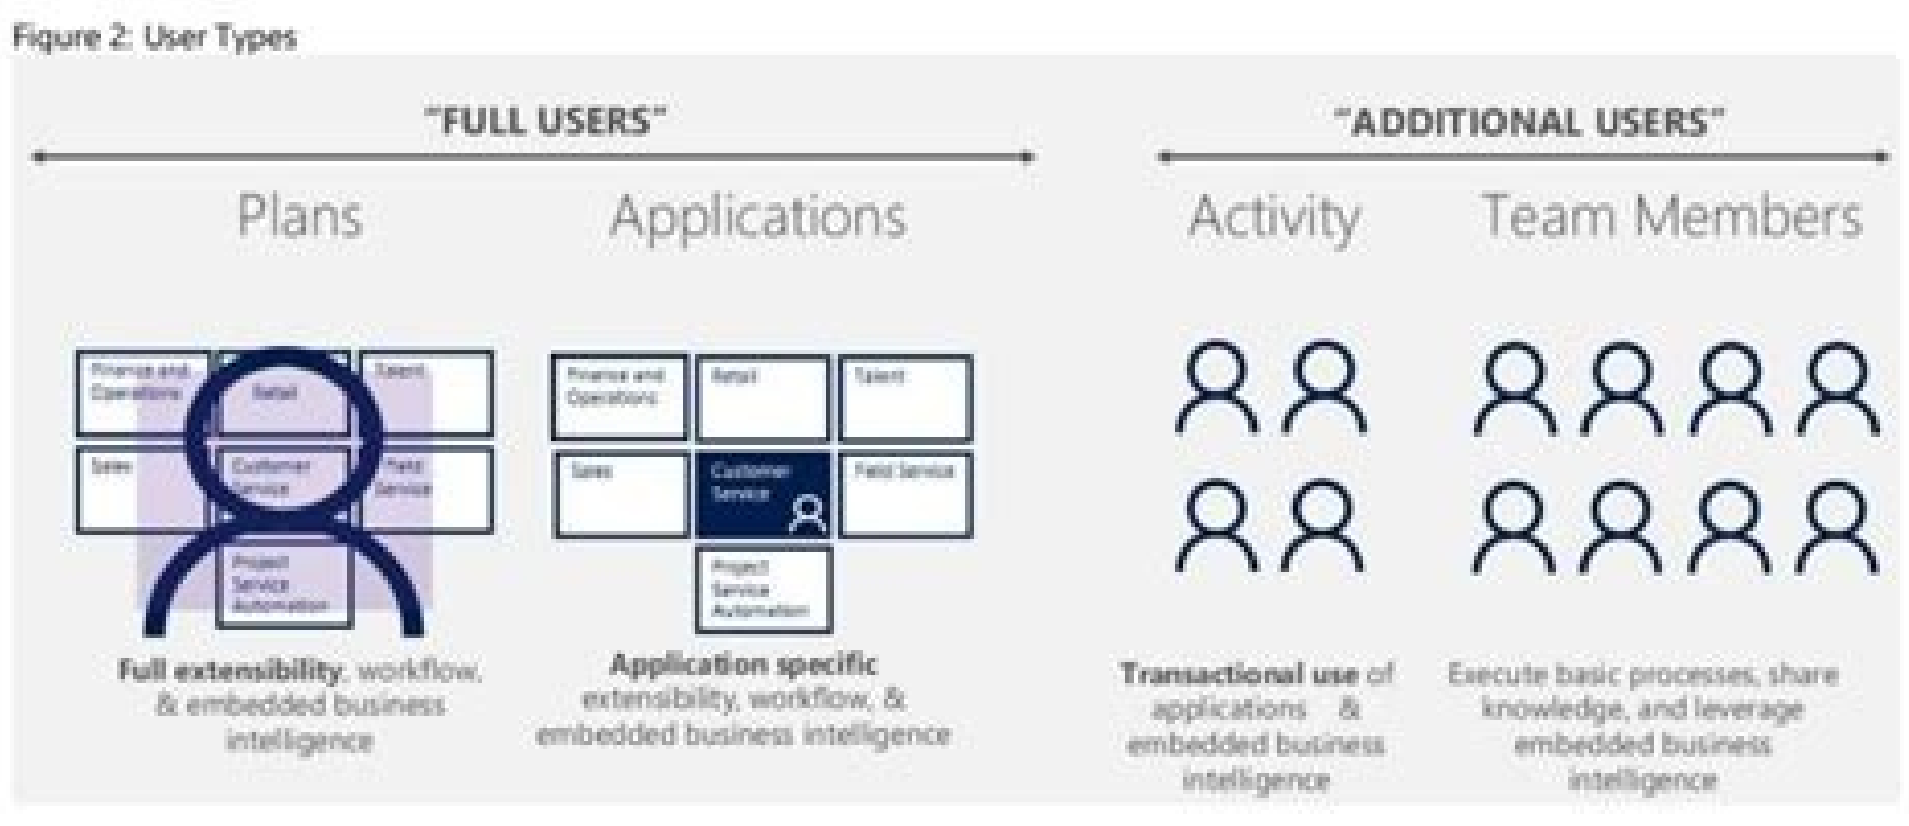 Figure 2: User Types
"FULL USERS"
"ADDITIONAL USERS"
Plans
Applications
Activity
Team Members
Finance and
Operations
Retail
Talent
Sales
Customer
Service
Field
Service
Project
Service
Automation
Finance and
Operations
Retail
Talent
Sales
Customer
Service
Field Service
Project
Service
Automation
Full extensibility, workflow,
& embedded business
intelligence
Application specific
extensibility, workflow, &
embedded business intelligence
Transactional use of
applications &
embedded business
intelligence
Execute basic processes, share
knowledge, and leverage
embedded business
intelligence